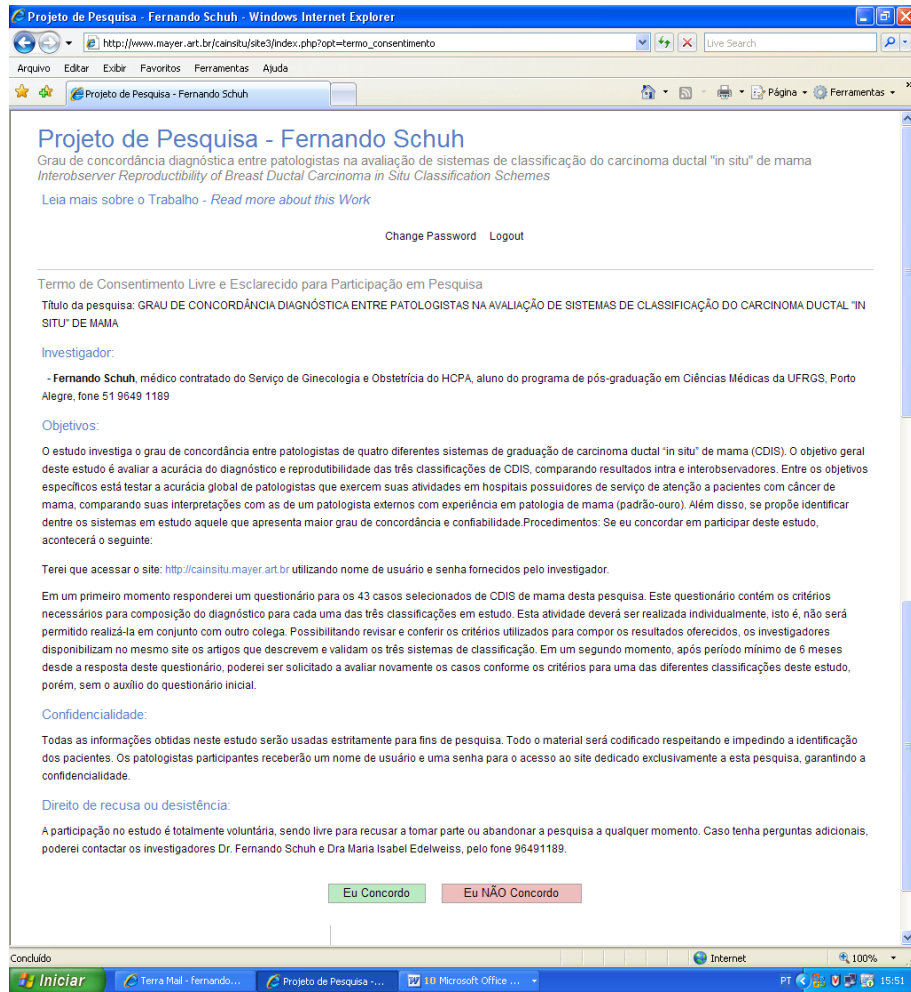 Projeto de Pesquisa - Fernando Schuh - Windows Internet Explorer
http://www.mayer.art.br/cainsitu/site3/index.php?opt=termo_consentimento
Live Search
Arquivo Editar Exibir Favoritos Ferramentas Ajuda
Projeto de Pesquisa - Fernando Schuh
Página Ferramentas
Projeto de Pesquisa - Fernando Schuh
Grau de concordância diagnóstica entre patologistas na avaliação de sistemas de classificação do carcinoma ductal "in situ" de mama
Interobserver Reproductibility of Breast Ductal Carcinoma in Situ Classification Schemes
Leia mais sobre o Trabalho - Read more about this Work
Change Password Logout
Termo de Consentimento Livre e Esclarecido para Participação em Pesquisa
Título da pesquisa: GRAU DE CONCORDÂNCIA DIAGNÓSTICA ENTRE PATOLOGISTAS NA AVALIAÇÃO DE SISTEMAS DE CLASSIFICAÇÃO DO CARCINOMA DUCTAL "IN
SITU" DE MAMA
Investigador:
- Fernando Schuh, médico contratado do Serviço de Ginecologia e Obstetrícia do HCPA, aluno do programa de pós-graduação em Ciências Médicas da UFRGS, Porto
Alegre, fone 51 9649 1189
Objetivos:
O estudo investiga o grau de concordância entre patologistas de quatro diferentes sistemas de graduação de carcinoma ductal “in situ” de mama (CDIS). O objetivo geral
deste estudo é avaliar a acurácia do diagnóstico e reprodutibilidade das três classificações de CDIS, comparando resultados intra e interobservadores. Entre os objetivos
específicos está testar a acurácia global de patologistas que exercem suas atividades em hospitais possuidores de serviço de atenção a pacientes com câncer de
mama, comparando suas interpretações com as de um patologista externos com experiência em patologia de mama (padrão-ouro). Além disso, se propõe identificar
dentre os sistemas em estudo aquele que apresenta maior grau de concordância e confiabilidade.Procedimentos: Se eu concordar em participar deste estudo,
acontecerá o seguinte:
Terei que acessar o site: http://cainsitu.mayer.art.br utilizando nome de usuário e senha fornecidos pelo investigador.
Em um primeiro momento responderei um questionário para os 43 casos selecionados de CDIS de mama desta pesquisa. Este questionário contém os critérios
necessários para composição do diagnóstico para cada uma das três classificações em estudo. Esta atividade deverá ser realizada individualmente, isto é, não será
permitido realizá-la em conjunto com outro colega. Possibilitando revisar e conferir os critérios utilizados para compor os resultados oferecidos, os investigadores
disponibilizam no mesmo site os artigos que descrevem e validam os três sistemas de classificação. Em um segundo momento, após período mínimo de 6 meses
desde a resposta deste questionário, poderei ser solicitado a avaliar novamente os casos conforme os critérios para uma das diferentes classificações deste estudo,
porém, sem o auxílio do questionário inicial.
Confidencialidade:
Todas as informações obtidas neste estudo serão usadas estritamente para fins de pesquisa. Todo o material será codificado respeitando e impedindo a identificação
dos pacientes. Os patologistas participantes receberão um nome de usuário e uma senha para o acesso ao site dedicado exclusivamente a esta pesquisa, garantindo a
confidencialidade.
Direito de recusa ou desistência:
A participação no estudo é totalmente voluntária, sendo livre para recusar a tomar parte ou abandonar a pesquisa a qualquer momento. Caso tenha perguntas adicionais,
poderei contactar os investigadores Dr. Fernando Schuh e Dra Maria Isabel Edelweiss, pelo fone 96491189.
Eu Concordo Eu NÃO Concordo
Concluído Internet 100%
Iniciar Terra Mail - fernando... Projeto de Pesquisa -... 10 Microsoft Office ... PT 15:51